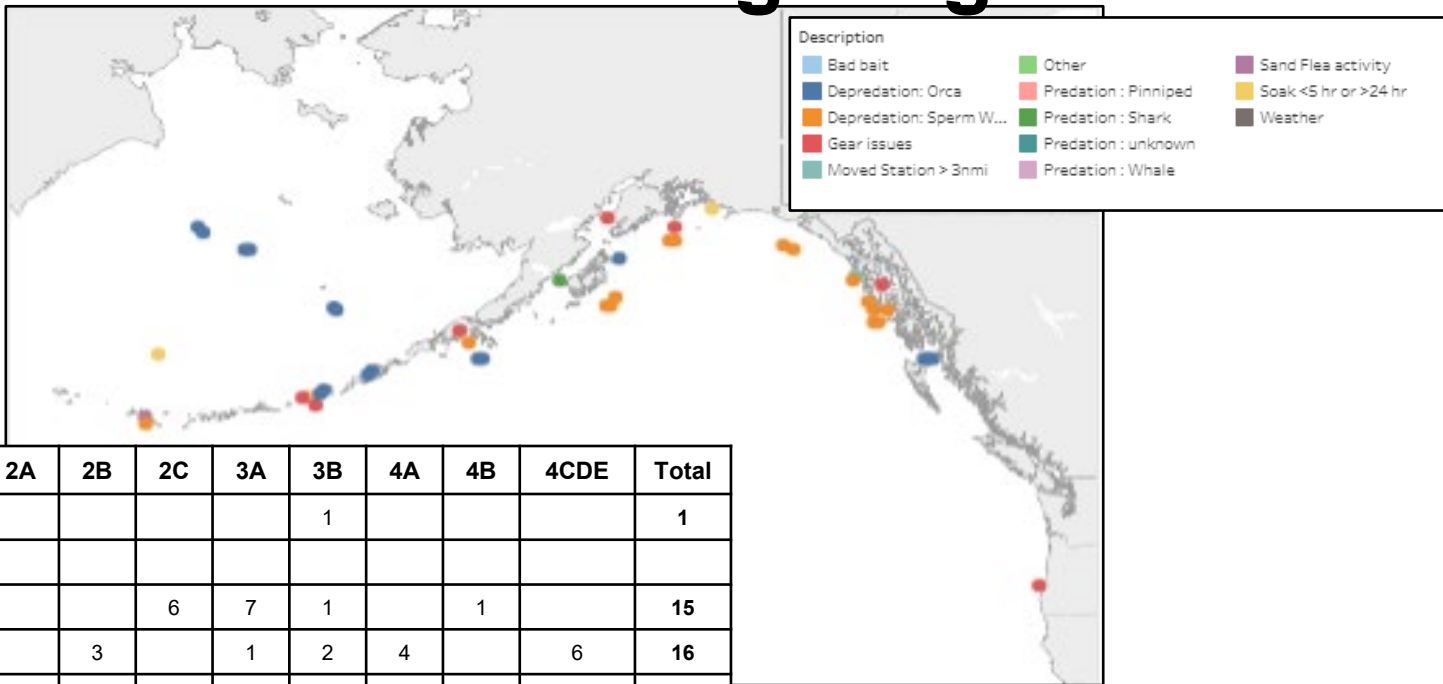 Description
Bad bait Other Sand Flea activity
Depredation: Orca Predation : Pinniped Soak <5 hr or >24 hr
Depredation: Sperm W... Predation : Shark Weather
Gear issues Predation : unknown
Moved Station > 3nmi Predation : Whale
2A 2B 2C 3A 3B 4A 4B 4CDE Total
1 1
6 7 1 1 15
3 1 2 4 6 16